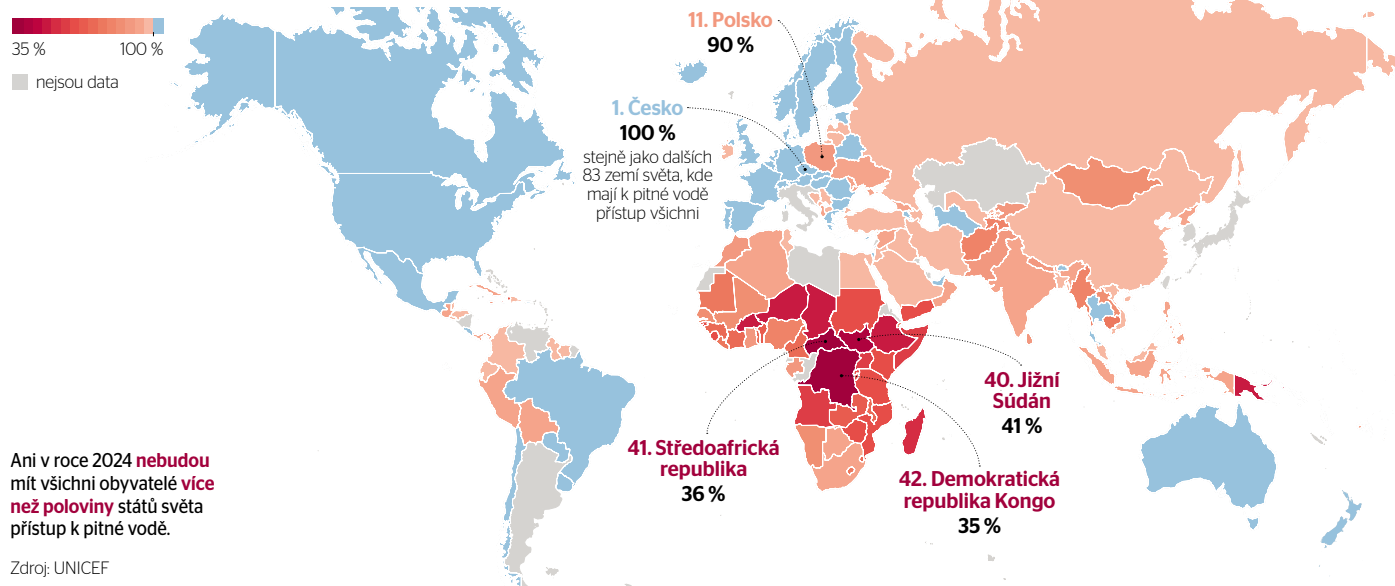 35 %
100 %
nejsou data
11. Polsko
90 %
1. Česko
100 %
stejně jako dalších
83 zemí světa, kde
mají k pitné vodě
přístup všichni
40. Jižní
Súdán
41 %
41. Středoafrická
republika
36 %
42. Demokratická
republika Kongo
35 %
Ani v roce 2024 nebudou
mít všichni obyvatelé více
než poloviny států světa
přístup k pitné vodě.
Zdroj: UNICEF